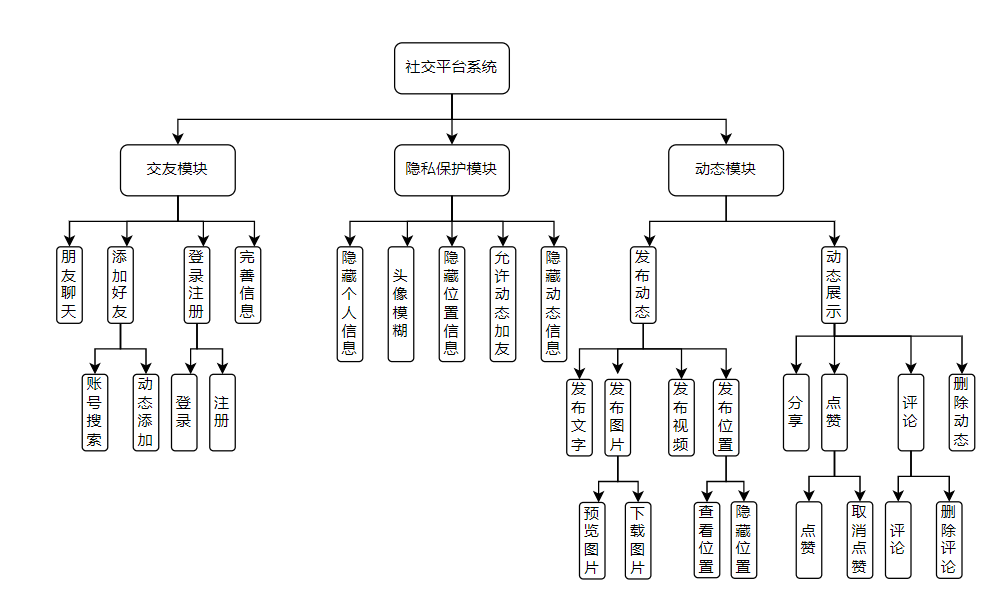 社交平台系统
交友模块
隐私保护模块
动态模块
朋友聊天
添加好友
登录注册
完善信息
隐藏个人信息
头像模糊
隐藏位置信息
允许动态加友
隐藏动态信息
发布动态
动态展示
账号搜索
动态添加
登录
注册
发布文字
发布图片
发布视频
发布位置
分享
点赞
评论
删除动态
预览图片
下载图片
查看位置
隐藏位置
点赞
取消点赞
评论
删除评论